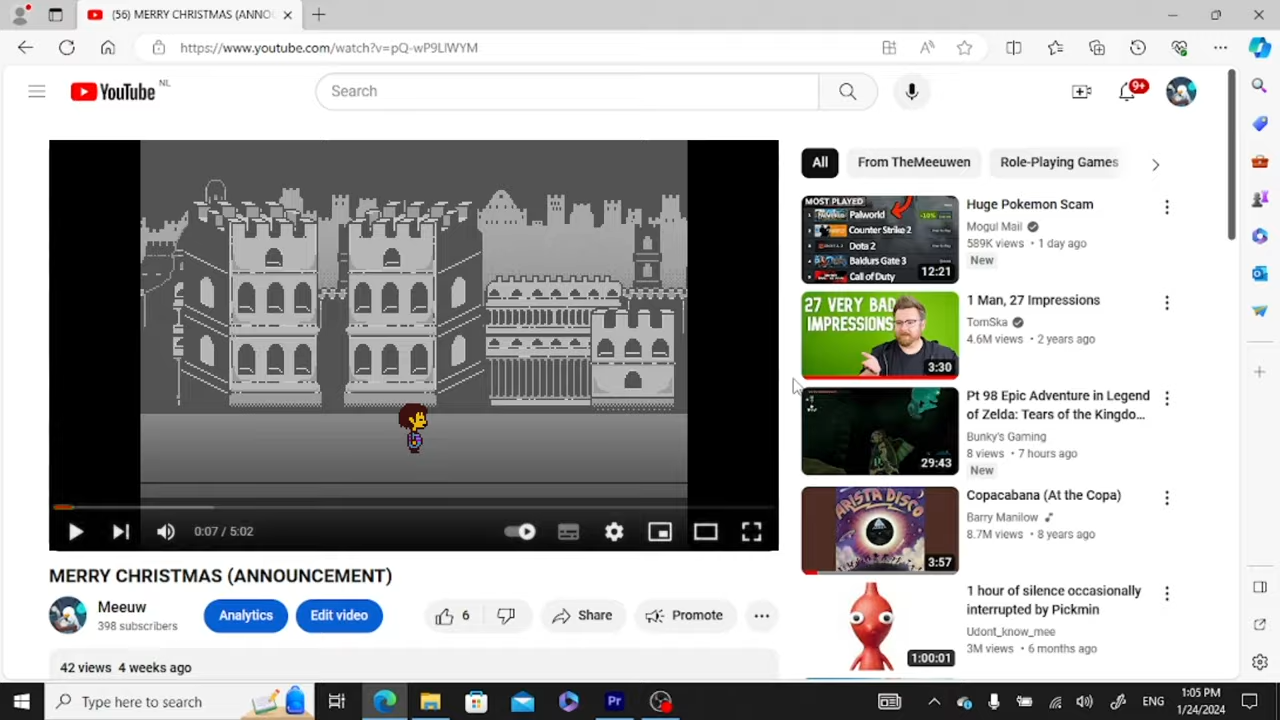 (56) MERRY CHRISTMAS (ANNOU
https://www.youtube.com/watch?v=pQ-wP9LlWYM
YouTube NL
Search
9+
All
From TheMeeuwen
Role-Playing Games
MOST PLAYED
Palworld
-10%
Counter Strike 2
Dota 2
Baldurs Gate 3
Call of Duty
12:21
Huge Pokemon Scam
Mogul Mail
589K views • 1 day ago
New
27 VERY BAD
IMPRESSIONS
3:30
1 Man, 27 Impressions
TomSka
4.6M views • 2 years ago
29:43
Pt 98 Epic Adventure in Legend
of Zelda: Tears of the Kingdo...
Bunky's Gaming
8 views • 7 hours ago
New
ARISTA DISCO
3:57
Copacabana (At the Copa)
Barry Manilow
8.7M views • 8 years ago
1:00:01
1 hour of silence occasionally
interrupted by Pickmin
Udont_know_mee
3M views • 6 months ago
0:07 / 5:02
MERRY CHRISTMAS (ANNOUNCEMENT)
Meeuw
398 subscribers
Analytics
Edit video
6
Share
Promote
42 views 4 weeks ago
Type here to search
Pr
ENG
1:05 PM
1/24/2024